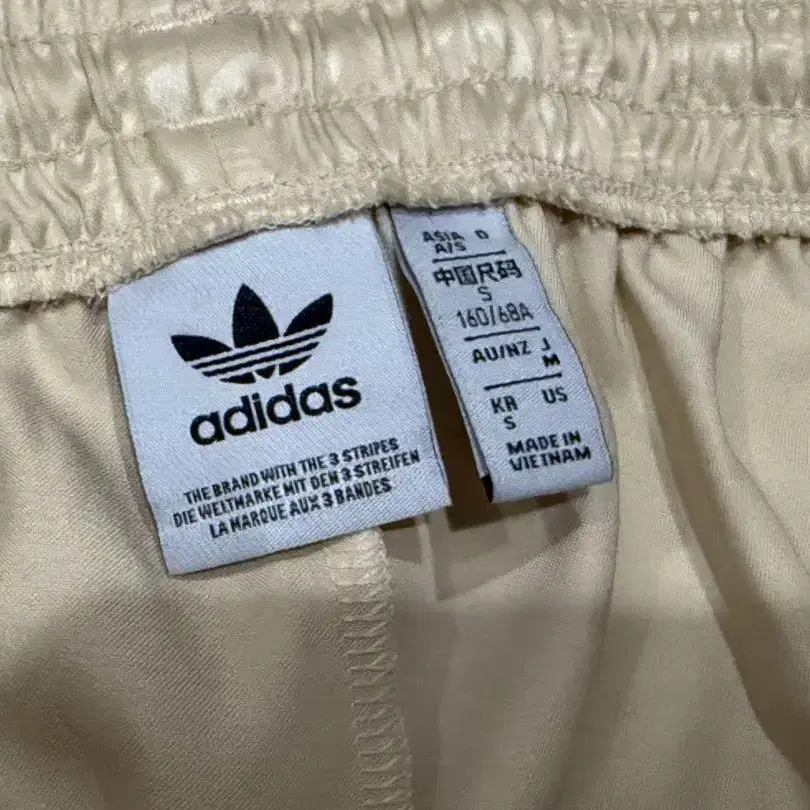 adidas
THE BRAND WITH THE 3 STRIPES
DIE WELTMARKE MIT DEN 3 STREIFEN
LA MARQUE AUX 3 BANDES
ASIA D
A/S
中国尺码
S
160/68A
AU/NZ J
M
KR US
S
MADE IN
VIETNAM